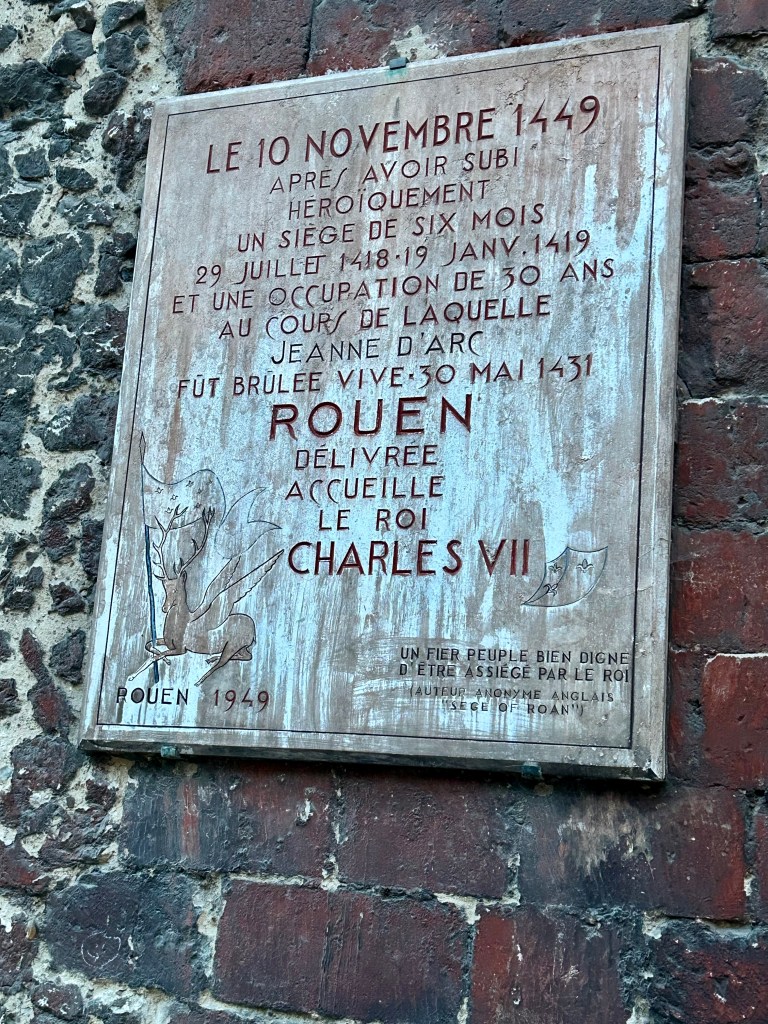 LE 10 NOVEMBRE 1449
APRÉS AVOIR SUBI
HÉROÏQUEMENT
UN SIÈGE DE SIX MOIS
29 JUILLET 1418 · 19 JANV. 1419
ET UNE OCCUPATION DE 30 ANS
AU COURS DE LAQUELLE
JEANNE D'ARC
FÛT BRÛLÉE VIVE · 30 MAI 1431
ROUEN
DÉLIVRÉE
ACCUEILLE
LE ROI
CHARLES VII
UN FIER PEUPLE BIEN DIGNE
D'ÊTRE ASSIÉGÉ PAR LE ROI
(AUTEUR ANONYME ANGLAIS
"SEGE OF ROAN")
ROUEN 1949